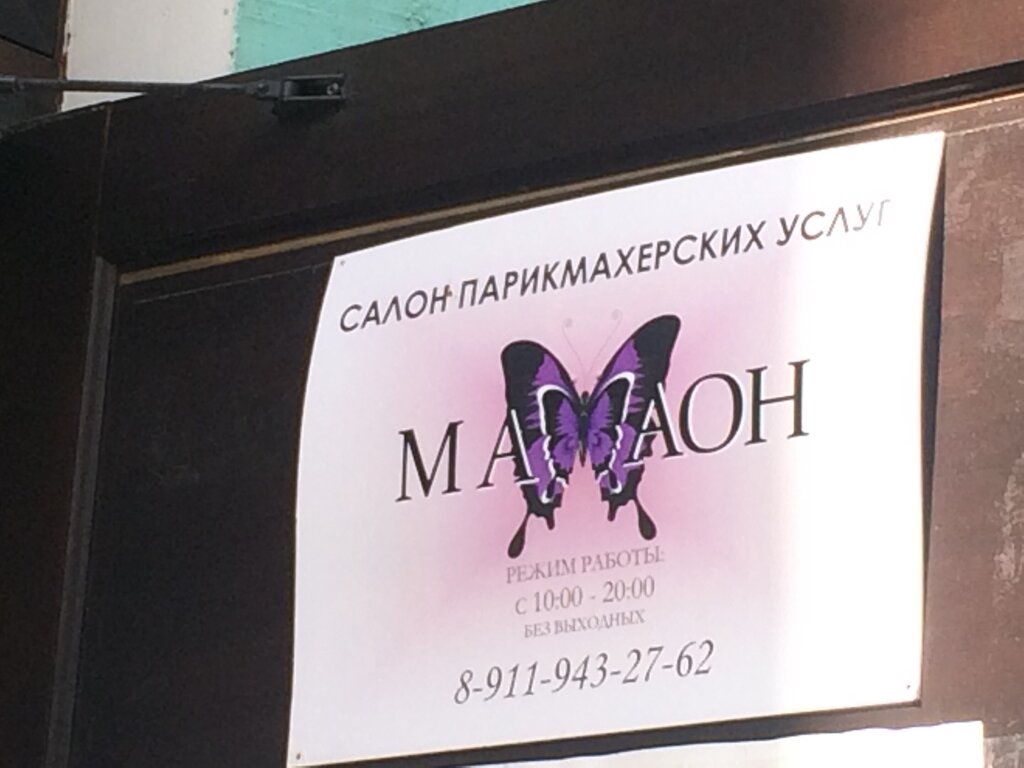 САЛОН ПАРИКМАХЕРСКИХ УСЛУГ
МАХАОН
РЕЖИМ РАБОТЫ:
С 10:00 - 20:00
БЕЗ ВЫХОДНЫХ
8-911-943-27-62